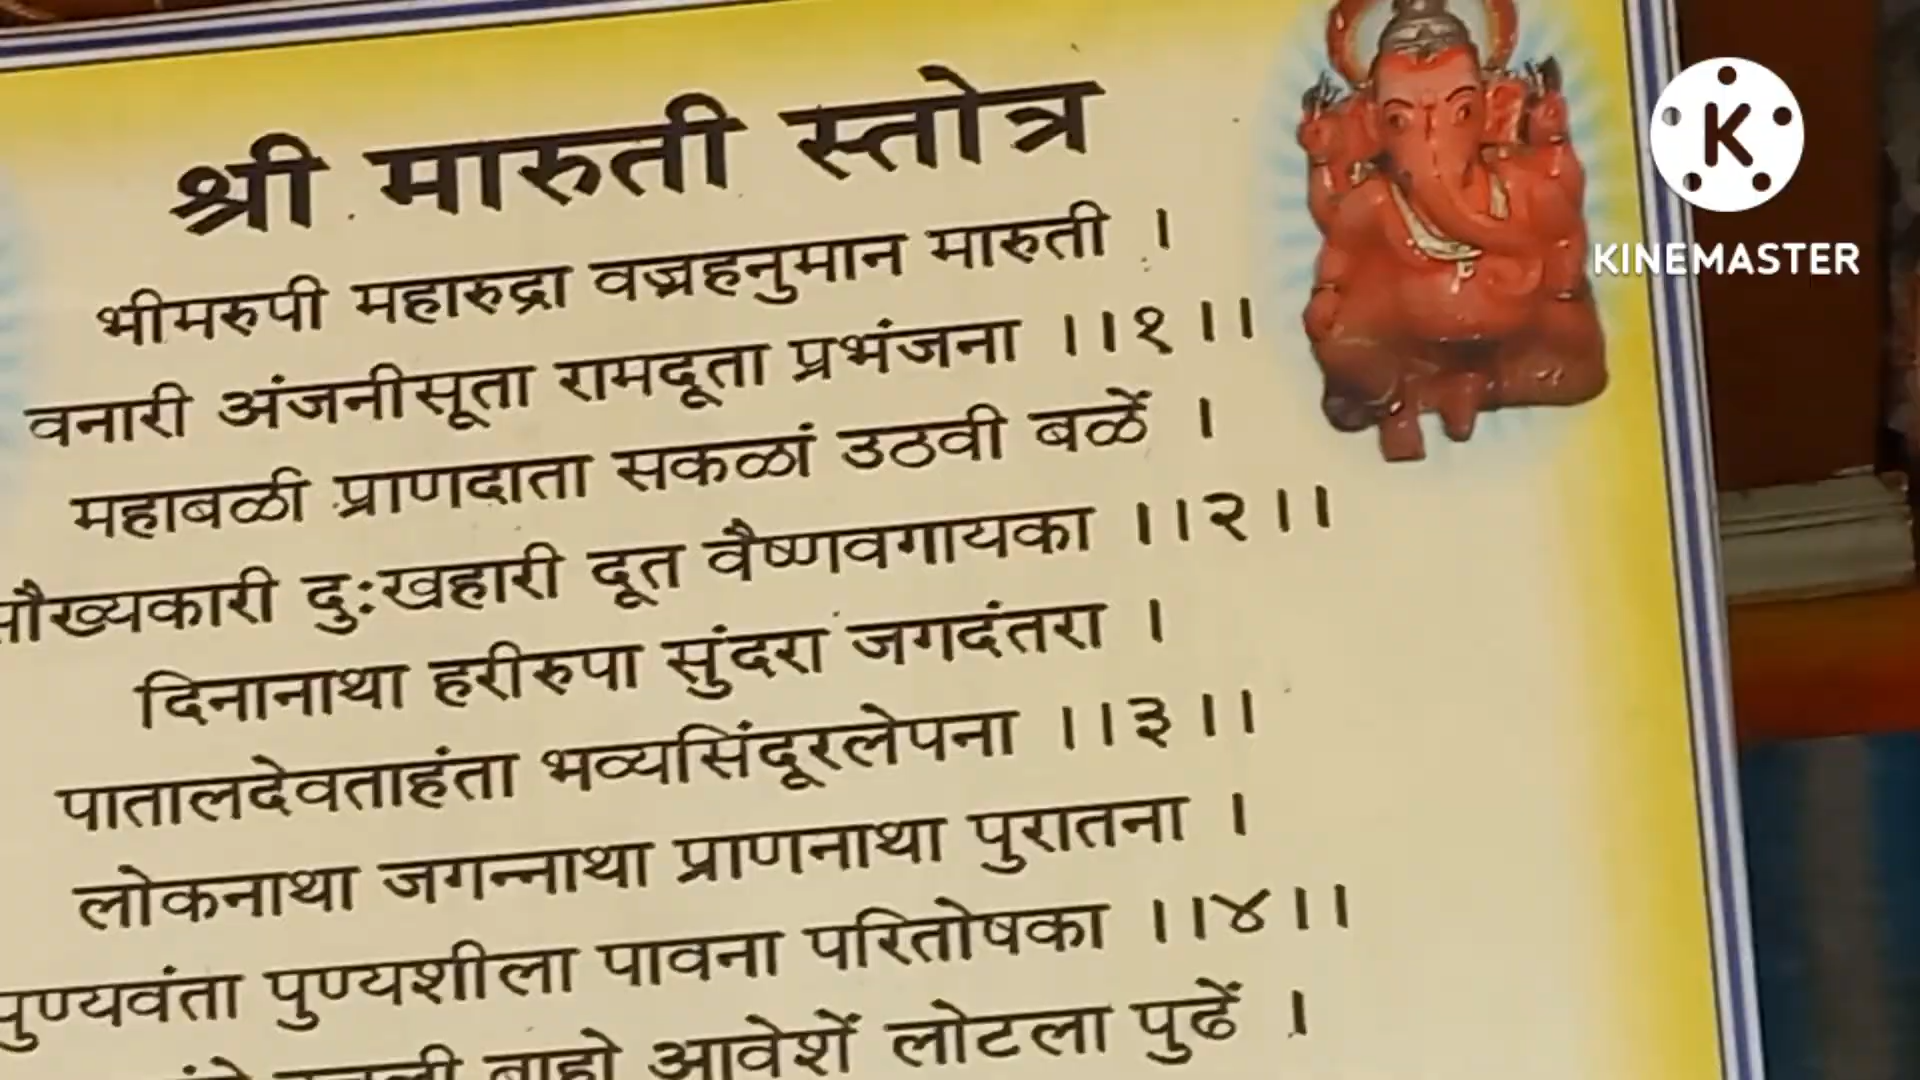 श्री मारुती स्तोत्र
भीमरुपी महारुद्रा वज्रहनुमान मारुती ।
वनारी अंजनीसूता रामदूता प्रभंजना ।।१।।
महाबळी प्राणदाता सकळां उठवी बळें ।
सौख्यकारी दुःखहारी दूत वैष्णवगायका ।।२।।
दिनानाथा हरीरुपा सुंदरा जगदंतरा ।
पातालदेवताहंता भव्यसिंदूरलेपना ।।३।।
लोकनाथा जगन्नाथा प्राणनाथा पुरातना ।
पुण्यवंता पुण्यशीला पावना परितोषका ।।४।।
बाहो आवेशें लोटला पुढें ।
K
KINEMASTER